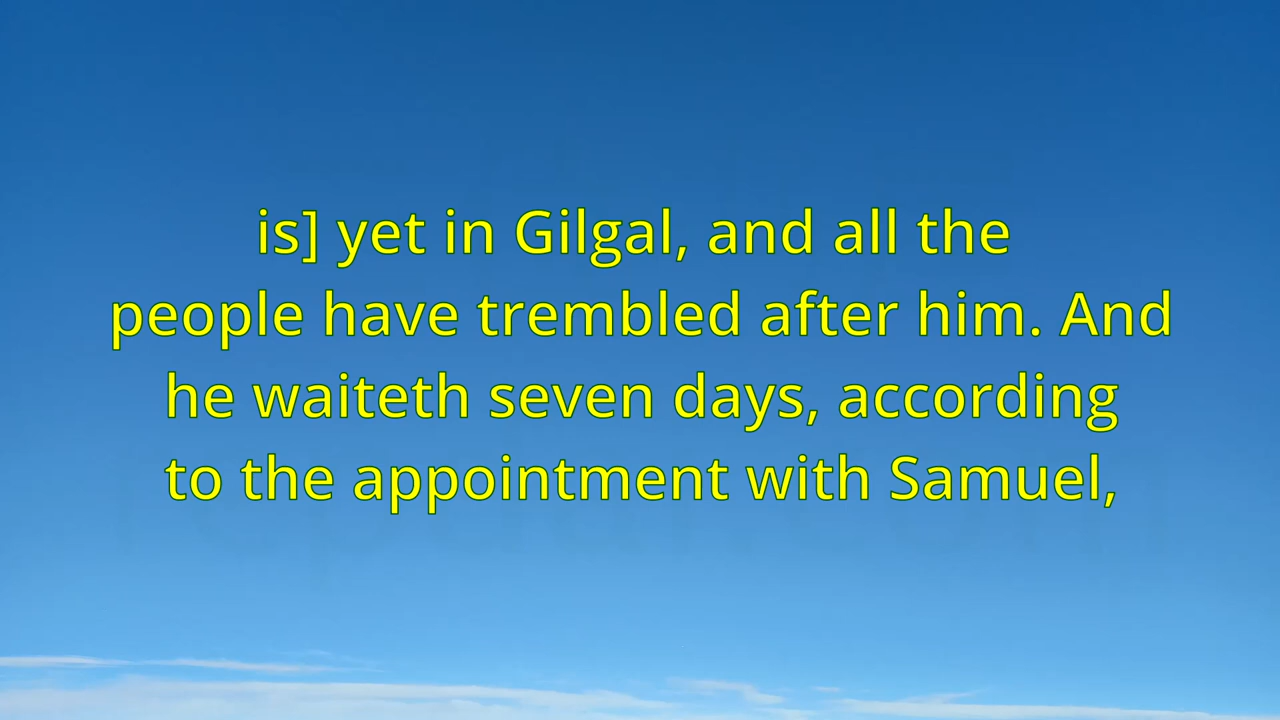 is] yet in Gilgal, and all the
people have trembled after him. And
he waiteth seven days, according
to the appointment with Samuel,